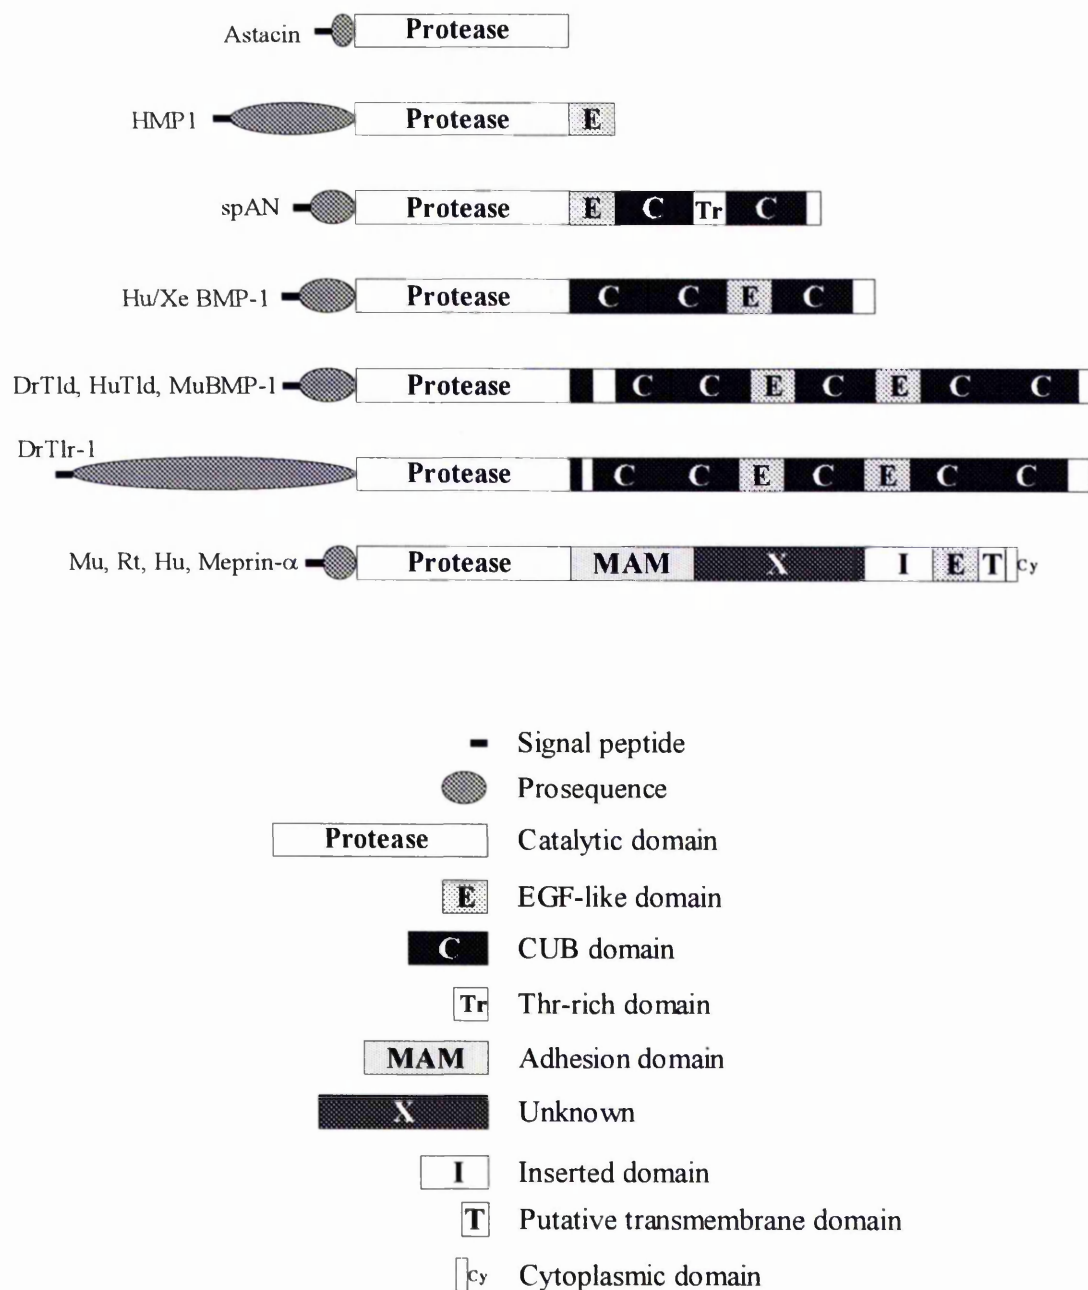 Astacin Protease
HMP1 Protease E
spAN Protease E C Tr C
Hu/Xe BMP-1 Protease C C E C
DrTld, HuTld, MuBMP-1 Protease C C E C E C C
DrTlr-1 Protease C C E C E C C
Mu, Rt, Hu, Meprin-α Protease MAM X I E T Cy
Signal peptide
Prosequence
Protease Catalytic domain
E EGF-like domain
C CUB domain
Tr Thr-rich domain
MAM Adhesion domain
X Unknown
I Inserted domain
T Putative transmembrane domain
Cy Cytoplasmic domain